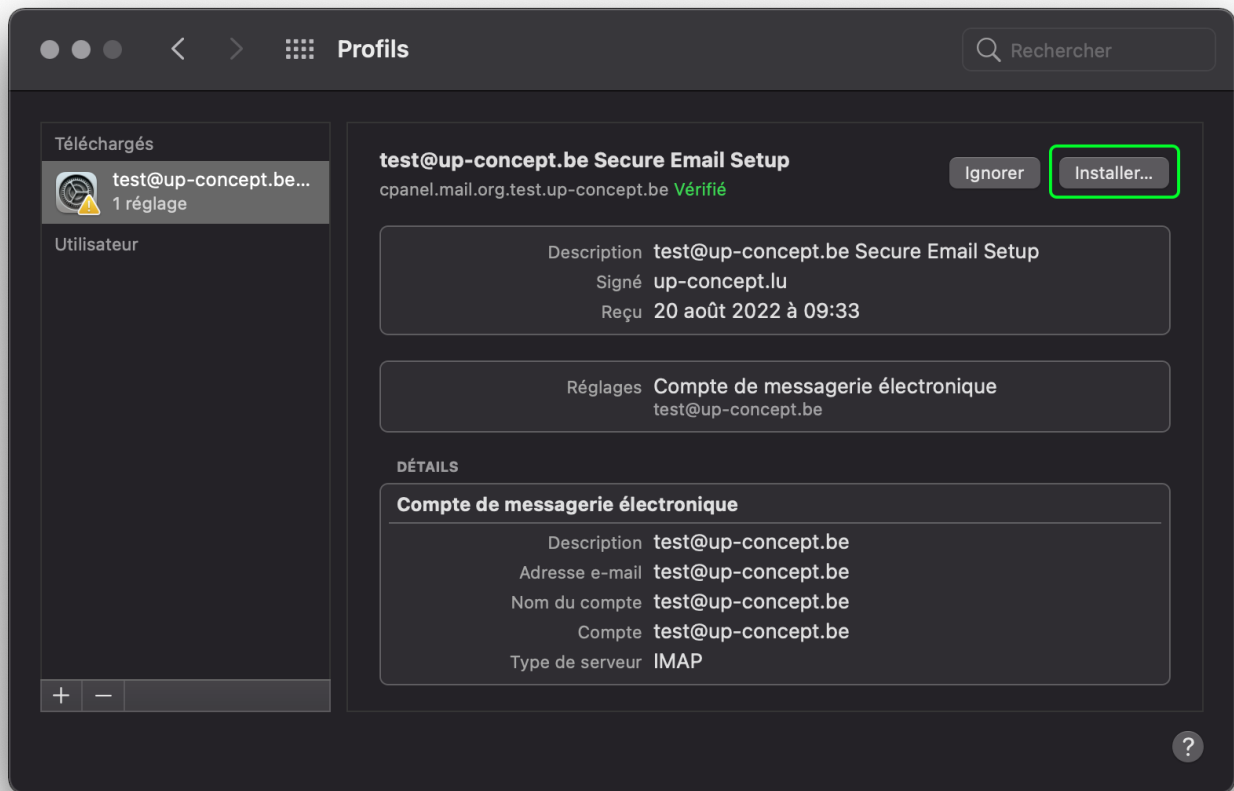 Profils
Rechercher
Téléchargés
test@up-concept.be...
1 réglage
Utilisateur
test@up-concept.be Secure Email Setup
cpanel.mail.org.test.up-concept.be Vérifié
Ignorer
Installer...
Description test@up-concept.be Secure Email Setup
Signé up-concept.lu
Reçu 20 août 2022 à 09:33
Réglages Compte de messagerie électronique
test@up-concept.be
DÉTAILS
Compte de messagerie électronique
Description test@up-concept.be
Adresse e-mail test@up-concept.be
Nom du compte test@up-concept.be
Compte test@up-concept.be
Type de serveur IMAP
+ −
?